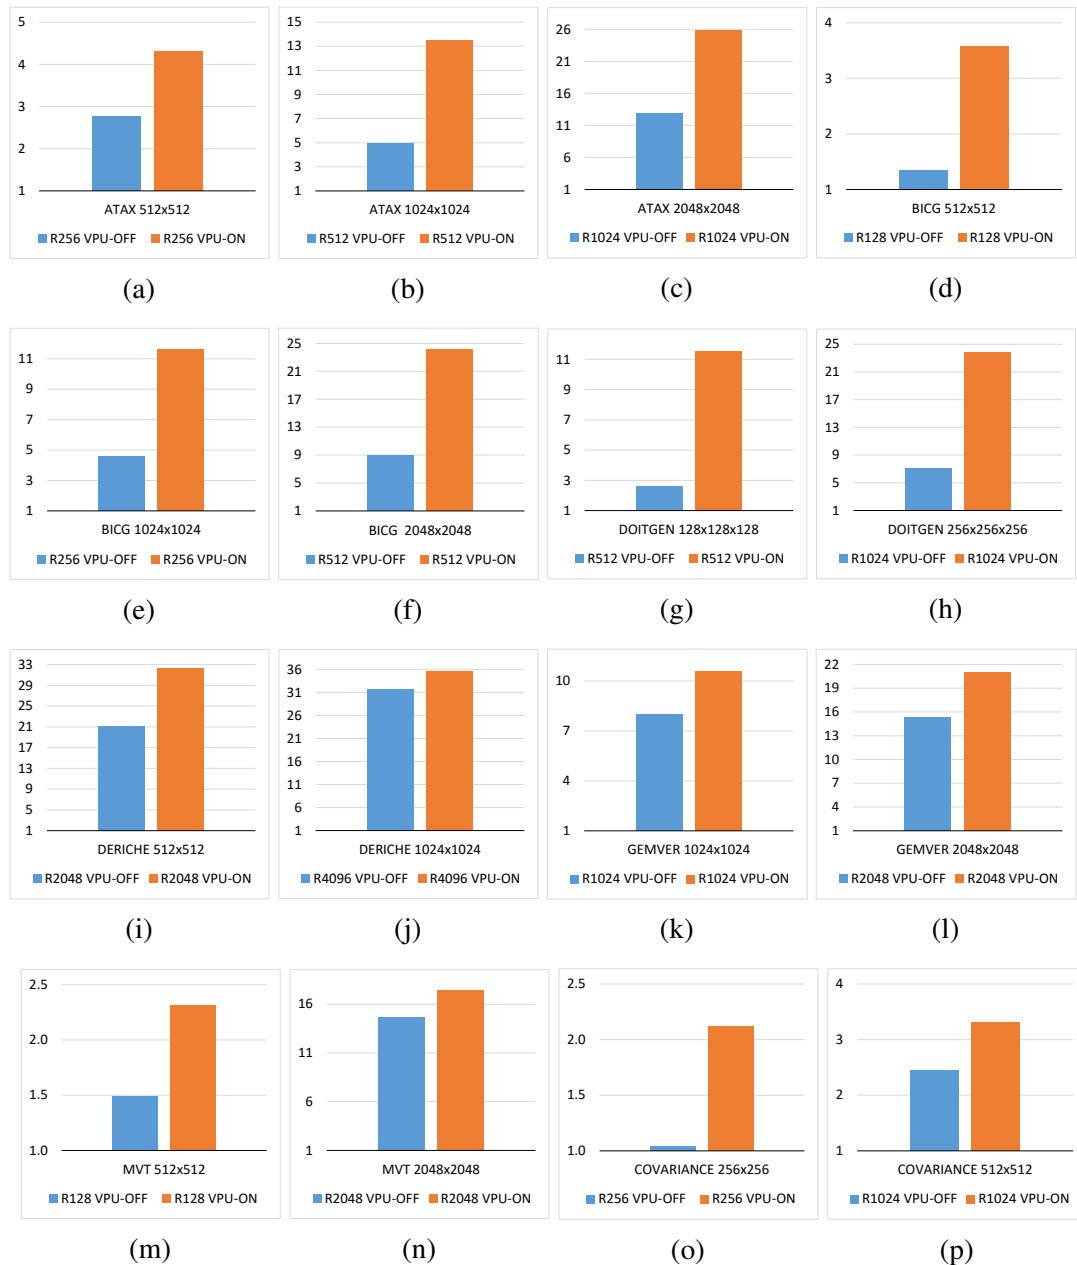 5
4
3
2
1
ATAX 512x512
R256 VPU-OFF R256 VPU-ON
(a)
15
13
11
9
7
5
3
1
ATAX 1024x1024
R512 VPU-OFF R512 VPU-ON
(b)
26
21
16
11
6
1
ATAX 2048x2048
R1024 VPU-OFF R1024 VPU-ON
(c)
4
3
2
1
BICG 512x512
R128 VPU-OFF R128 VPU-ON
(d)
11
9
7
5
3
1
BICG 1024x1024
R256 VPU-OFF R256 VPU-ON
(e)
25
21
17
13
9
5
1
BICG 2048x2048
R512 VPU-OFF R512 VPU-ON
(f)
11
9
7
5
3
1
DOITGEN 128x128x128
R512 VPU-OFF R512 VPU-ON
(g)
25
21
17
13
9
5
1
DOITGEN 256x256x256
R1024 VPU-OFF R1024 VPU-ON
(h)
33
29
25
21
17
13
9
5
1
DERICHE 512x512
R2048 VPU-OFF R2048 VPU-ON
(i)
36
31
26
21
16
11
6
1
DERICHE 1024x1024
R4096 VPU-OFF R4096 VPU-ON
(j)
10
7
4
1
GEMVER 1024x1024
R1024 VPU-OFF R1024 VPU-ON
(k)
22
19
16
13
10
7
4
1
GEMVER 2048x2048
R2048 VPU-OFF R2048 VPU-ON
(l)
2.5
2.0
1.5
1.0
MVT 512x512
R128 VPU-OFF R128 VPU-ON
(m)
16
11
6
1
MVT 2048x2048
R2048 VPU-OFF R2048 VPU-ON
(n)
2.5
2.0
1.5
1.0
COVARIANCE 256x256
R256 VPU-OFF R256 VPU-ON
(o)
4
3
2
1
COVARIANCE 512x512
R1024 VPU-OFF R1024 VPU-ON
(p)